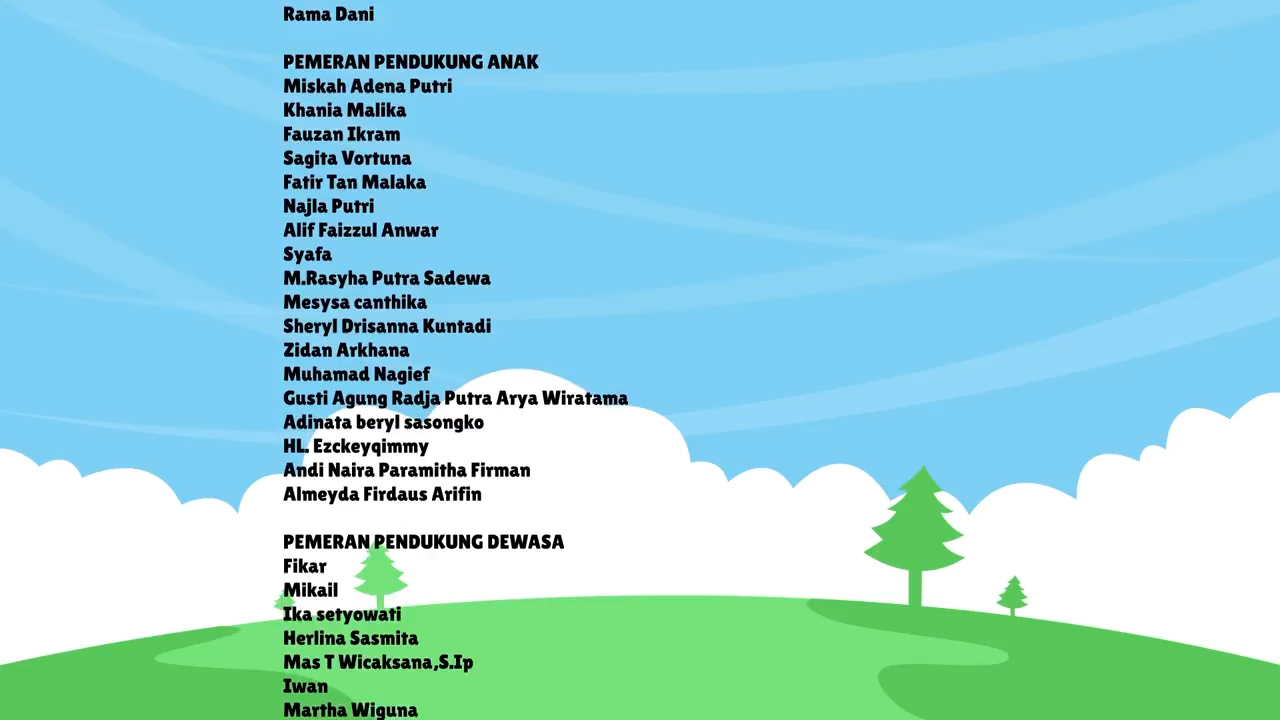 Rama Dani
PEMERAN PENDUKUNG ANAK
Miskah Adena Putri
Khania Malika
Fauzan Ikram
Sagita Vortuna
Fatir Tan Malaka
Najla Putri
Alif Faizzul Anwar
Syafa
M.Rasyha Putra Sadewa
Mesysa canthika
Sheryl Drisanna Kuntadi
Zidan Arkhana
Muhamad Nagief
Gusti Agung Radja Putra Arya Wiratama
Adinata beryl sasongko
HL. Ezckeyqimmy
Andi Naira Paramitha Firman
Almeyda Firdaus Arifin
PEMERAN PENDUKUNG DEWASA
Fikar
Mikail
Ika setyowati
Herlina Sasmita
Mas T Wicaksana,S.Ip
Iwan
Martha Wiguna